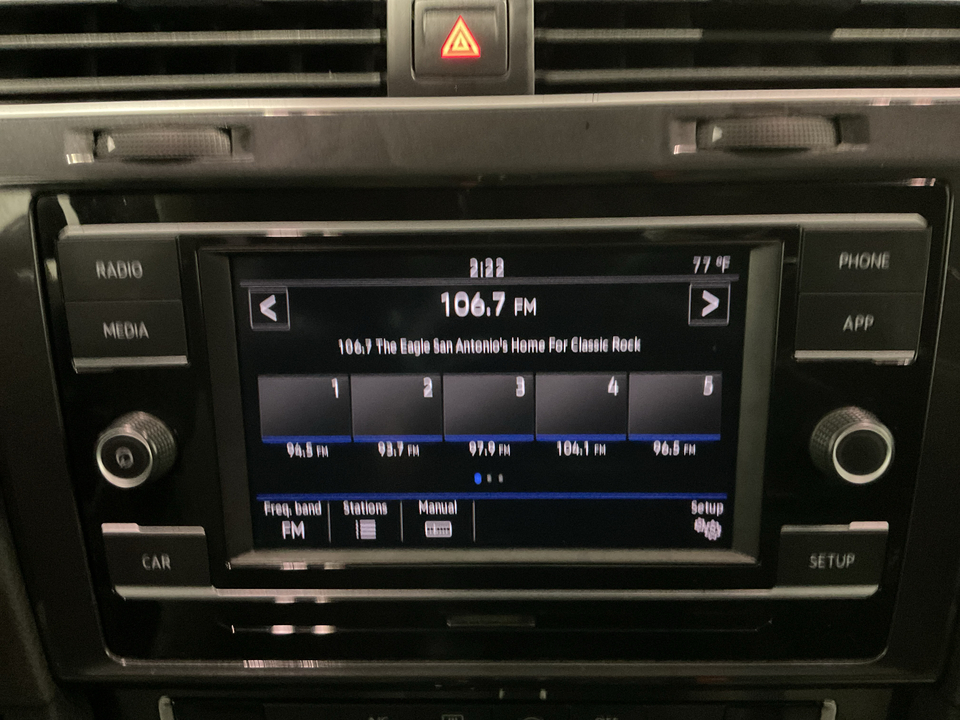 RADIO
MEDIA
PHONE
APP
CAR
SETUP
2:22 77 °F
< 106.7 FM >
106.7 The Eagle San Antonio's Home For Classic Rock
1 2 3 4 5
94.5 FM 93.7 FM 97.9 FM 104.1 FM 96.5 FM
Freq. band Stations Manual Setup
FM